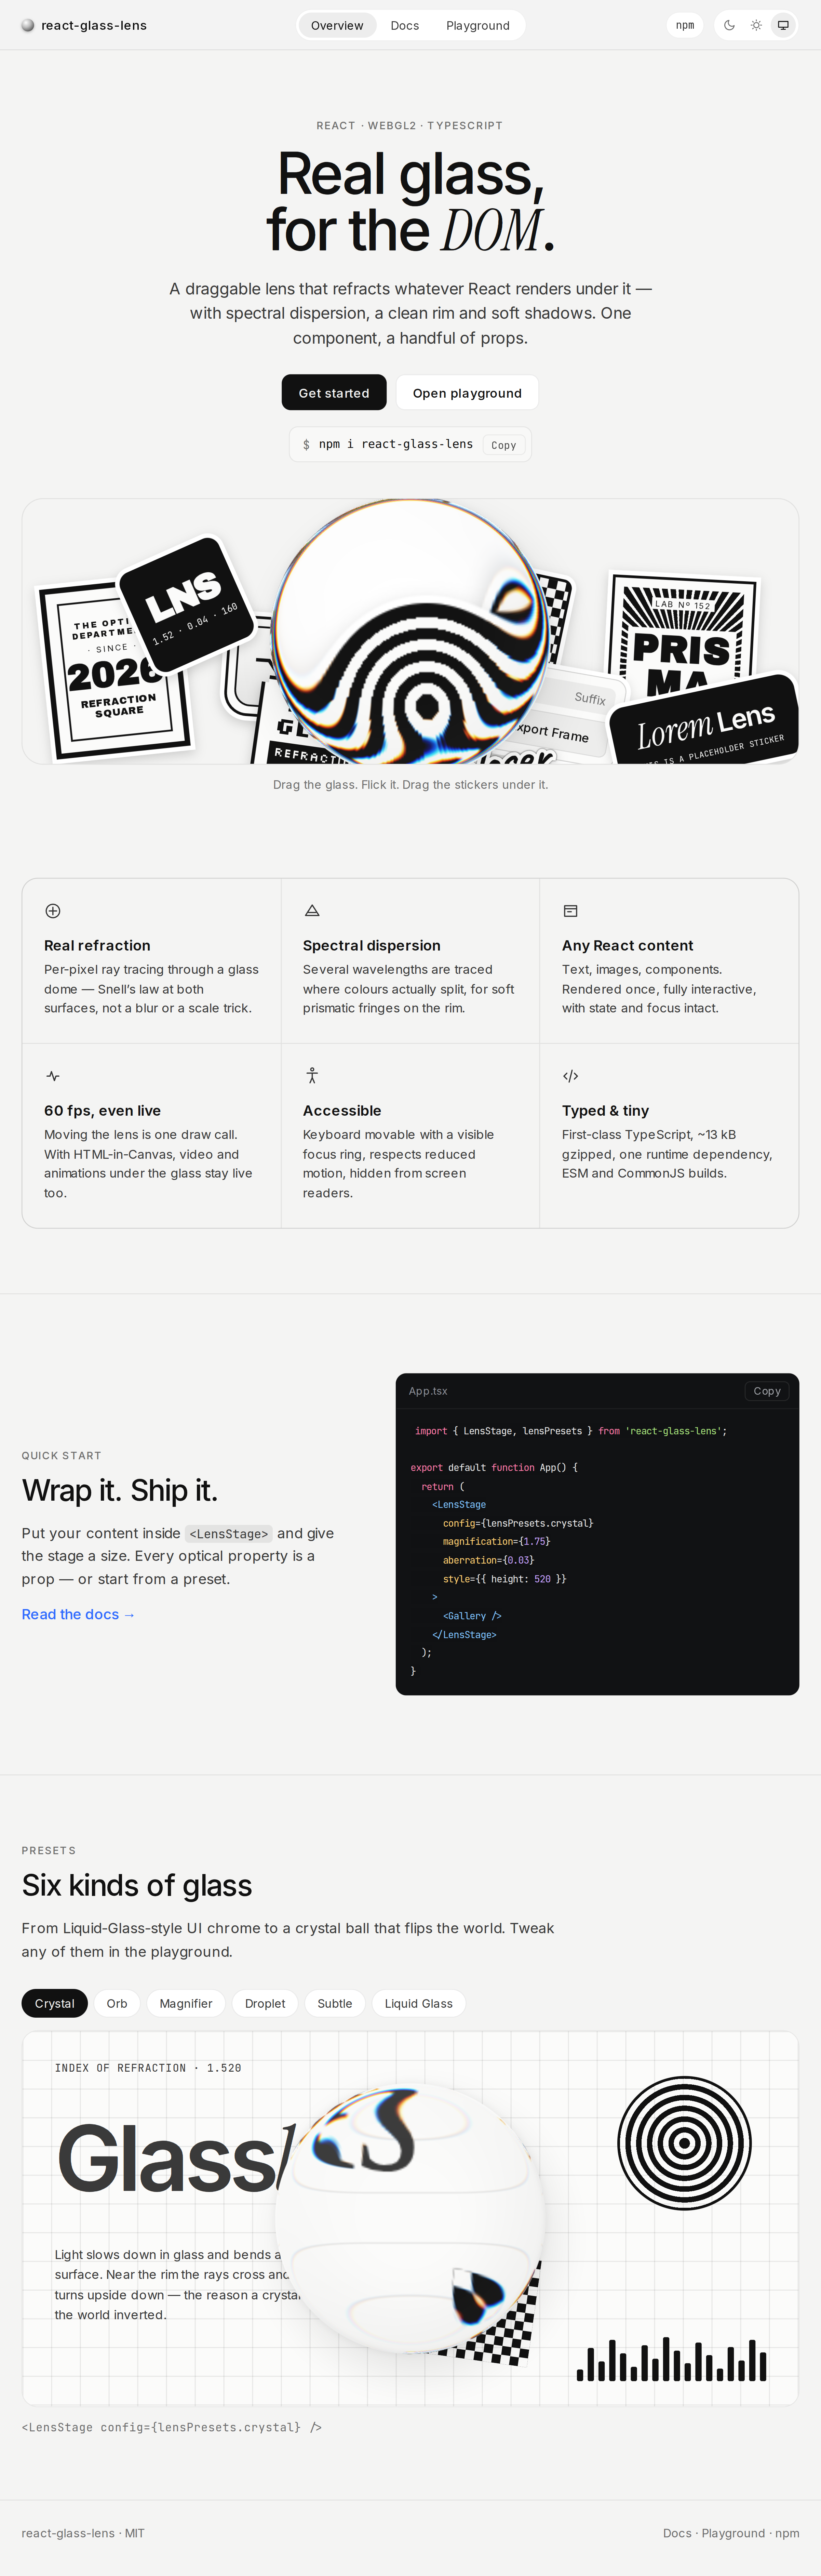 react-glass-lens
Overview
Docs
Playground
npm
REACT · WEBGL2 · TYPESCRIPT
Real glass,
for the DOM.
A draggable lens that refracts whatever React renders under it —
with spectral dispersion, a clean rim and soft shadows. One
component, a handful of props.
Get started
Open playground
$ npm i react-glass-lens
Copy
LNS
1.52 · 0.04 · 160
· SINCE ·
2026
REFRACTION
SQUARE
LAB Nº 152
PRIS
MA
Suffix
Lorem Lens
IS A PLACEHOLDER STICKER
Drag the glass. Flick it. Drag the stickers under it.
Real refraction
Per-pixel ray tracing through a glass
dome — Snell’s law at both
surfaces, not a blur or a scale trick.
Spectral dispersion
Several wavelengths are traced
where colours actually split, for soft
prismatic fringes on the rim.
Any React content
Text, images, components.
Rendered once, fully interactive,
with state and focus intact.
60 fps, even live
Moving the lens is one draw call.
With HTML-in-Canvas, video and
animations under the glass stay live
too.
Accessible
Keyboard movable with a visible
focus ring, respects reduced
motion, hidden from screen
readers.
Typed & tiny
First-class TypeScript, ~13 kB
gzipped, one runtime dependency,
ESM and CommonJS builds.
QUICK START
Wrap it. Ship it.
Put your content inside <LensStage> and give
the stage a size. Every optical property is a
prop — or start from a preset.
Read the docs →
App.tsx
Copy
import { LensStage, lensPresets } from 'react-glass-lens';
export default function App() {
return (
<LensStage
config={lensPresets.crystal}
magnification={1.75}
aberration={0.03}
style={{ height: 520 }}
>
<Gallery />
</LensStage>
);
}
PRESETS
Six kinds of glass
From Liquid-Glass-style UI chrome to a crystal ball that flips the world. Tweak
any of them in the playground.
Crystal
Orb
Magnifier
Droplet
Subtle
Liquid Glass
INDEX OF REFRACTION · 1.520
Glass
Light slows down in glass and bends
surface. Near the rim the rays cross and
turns upside down — the reason a crystal
the world inverted.
<LensStage config={lensPresets.crystal} />
react-glass-lens · MIT
Docs · Playground · npm